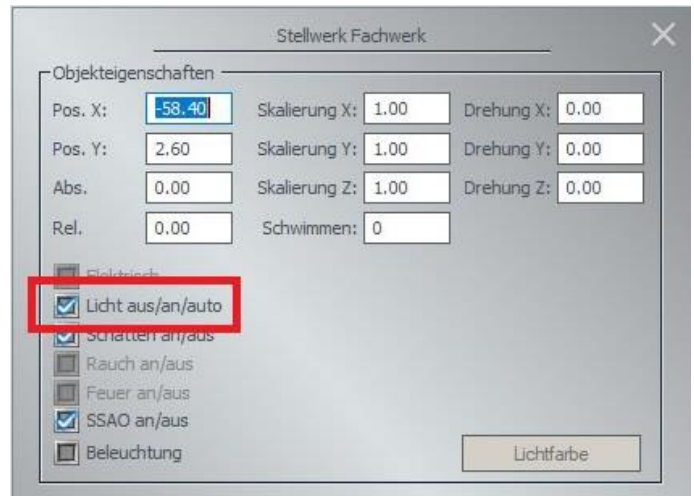 Stellwerk Fachwerk
Objekteigenschaften
Pos. X: -58.40 Skalierung X: 1.00 Drehung X: 0.00
Pos. Y: 2.60 Skalierung Y: 1.00 Drehung Y: 0.00
Abs. 0.00 Skalierung Z: 1.00 Drehung Z: 0.00
Rel. 0.00 Schwimmen: 0
Elektrisch
Licht aus/an/auto
Schatten an/aus
Rauch an/aus
Feuer an/aus
SSAO an/aus
Beleuchtung Lichtfarbe